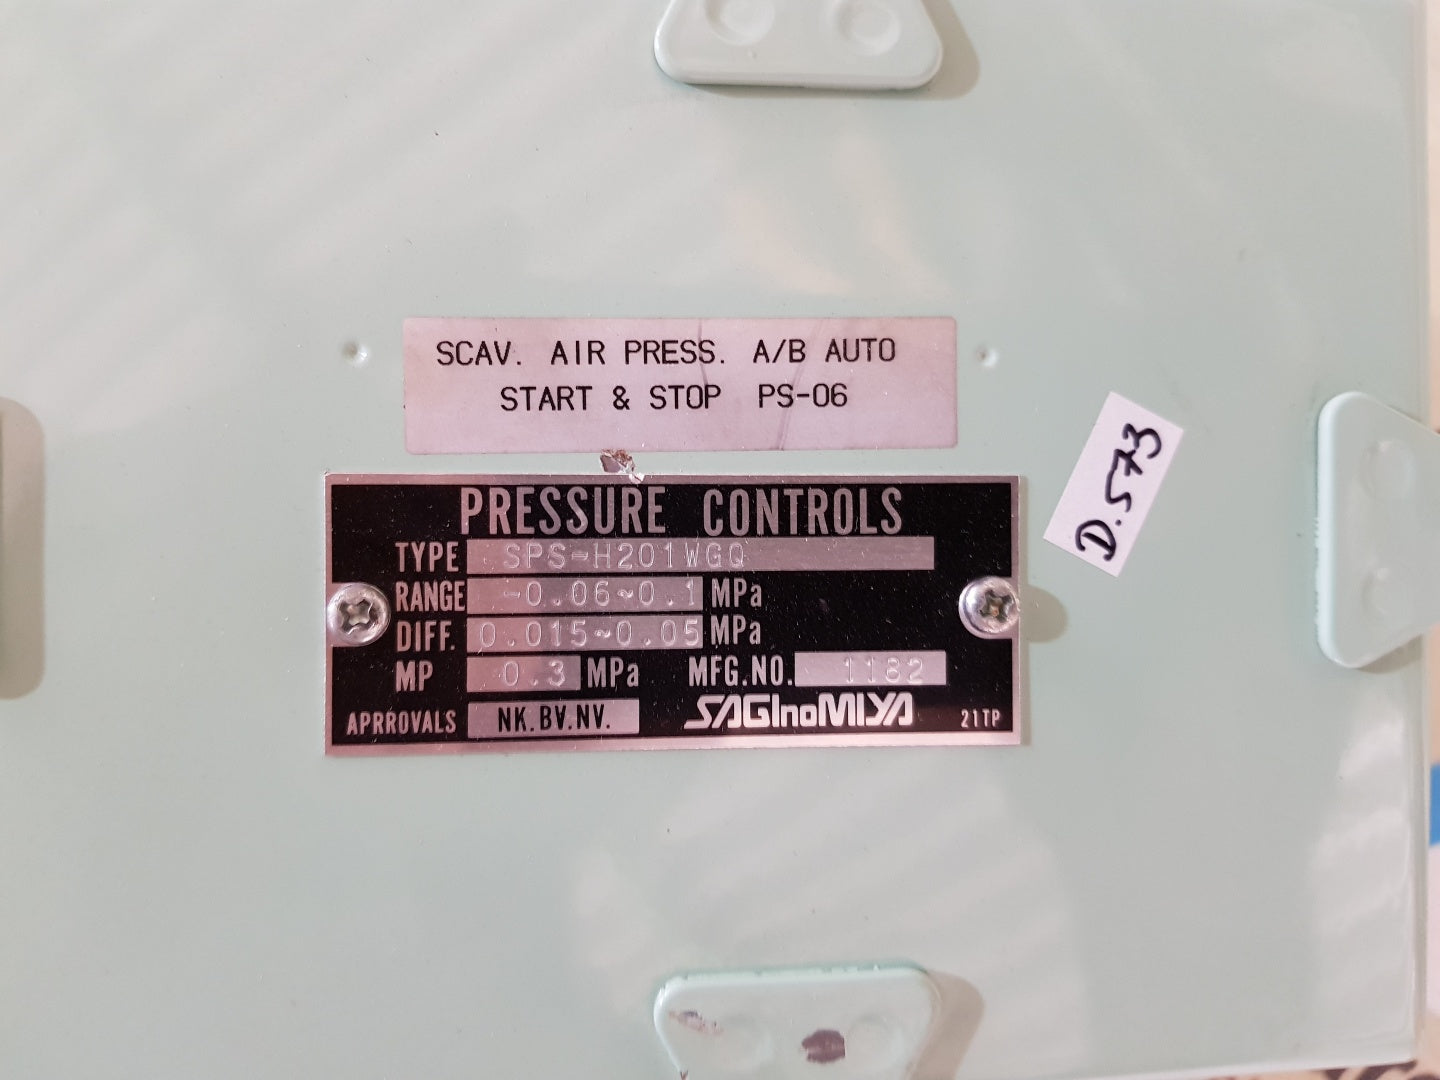 SCAV. AIR PRESS. A/B AUTO
START & STOP PS-06
D.573
PRESSURE CONTROLS
TYPE SPS-H201WGQ
RANGE -0.06~0.1 MPa
DIFF. 0.015~0.05 MPa
MP 0.3 MPa MFG.NO. 1182
APRROVALS NK.BV.NV. SAGInoMIYA 21TP